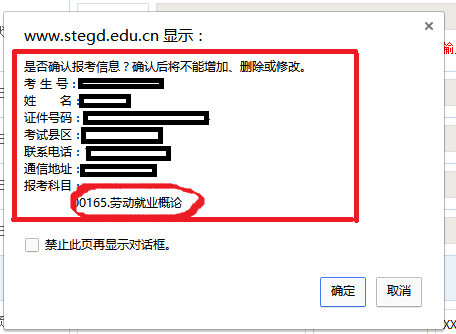 www.stegd.edu.cn 显示：
是否确认报考信息？确认后将不能增加、删除或修改。
考 生 号：
姓 名：
证件号码：
考试县区：
联系电话：
通信地址：
报考科目：
00165.劳动就业概论
禁止此页再显示对话框。
确定 取消